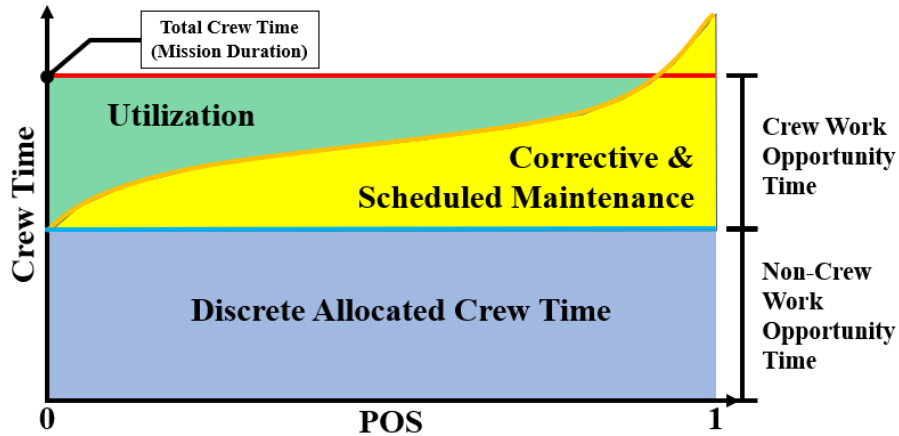 Total Crew Time
(Mission Duration)
Utilization
Corrective &
Scheduled Maintenance
Crew Work
Opportunity
Time
Crew Time
Discrete Allocated Crew Time
Non-Crew
Work
Opportunity
Time
0
POS
1